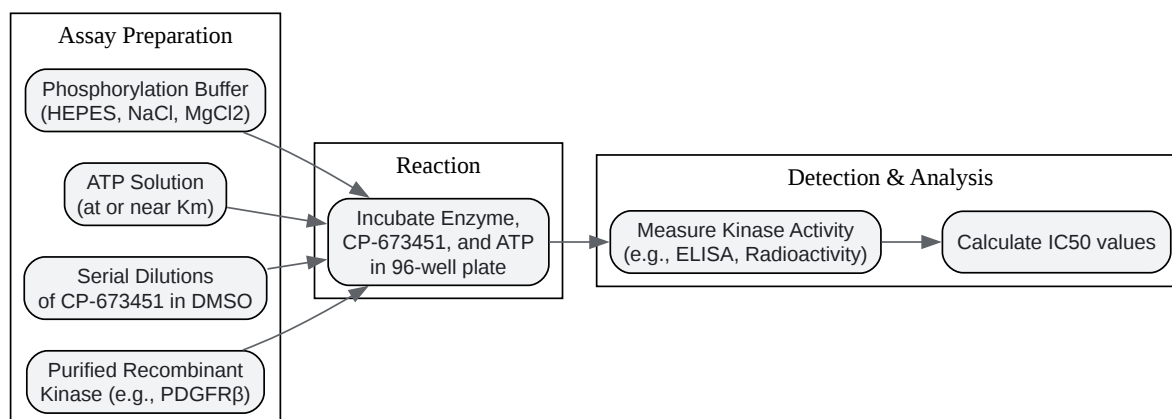 Assay Preparation
Phosphorylation Buffer
(HEPES, NaCl, MgCl2)
ATP Solution
(at or near Km)
Serial Dilutions
of CP-673451 in DMSO
Purified Recombinant
Kinase (e.g., PDGFRβ)
Reaction
Incubate Enzyme,
CP-673451, and ATP
in 96-well plate
Detection & Analysis
Measure Kinase Activity
(e.g., ELISA, Radioactivity)
Calculate IC50 values